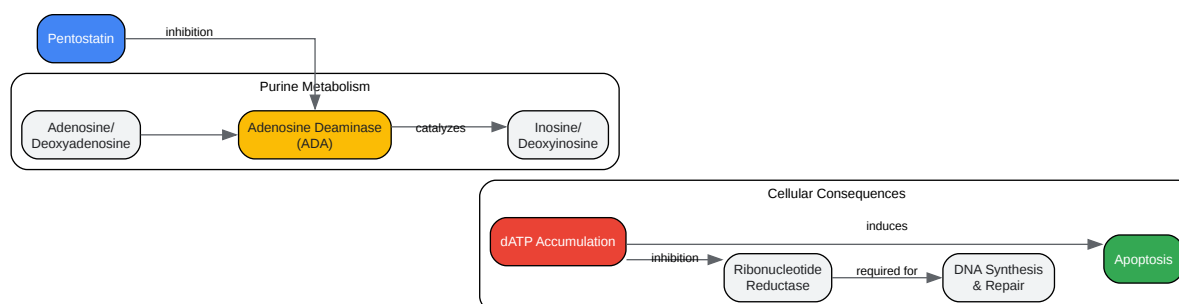 Pentostatin
inhibition
Purine Metabolism
Adenosine/
Deoxyadenosine
Adenosine Deaminase
(ADA)
catalyzes
Inosine/
Deoxyinosine
Cellular Consequences
dATP Accumulation
induces
inhibition
Ribonucleotide
Reductase
required for
DNA Synthesis
& Repair
Apoptosis